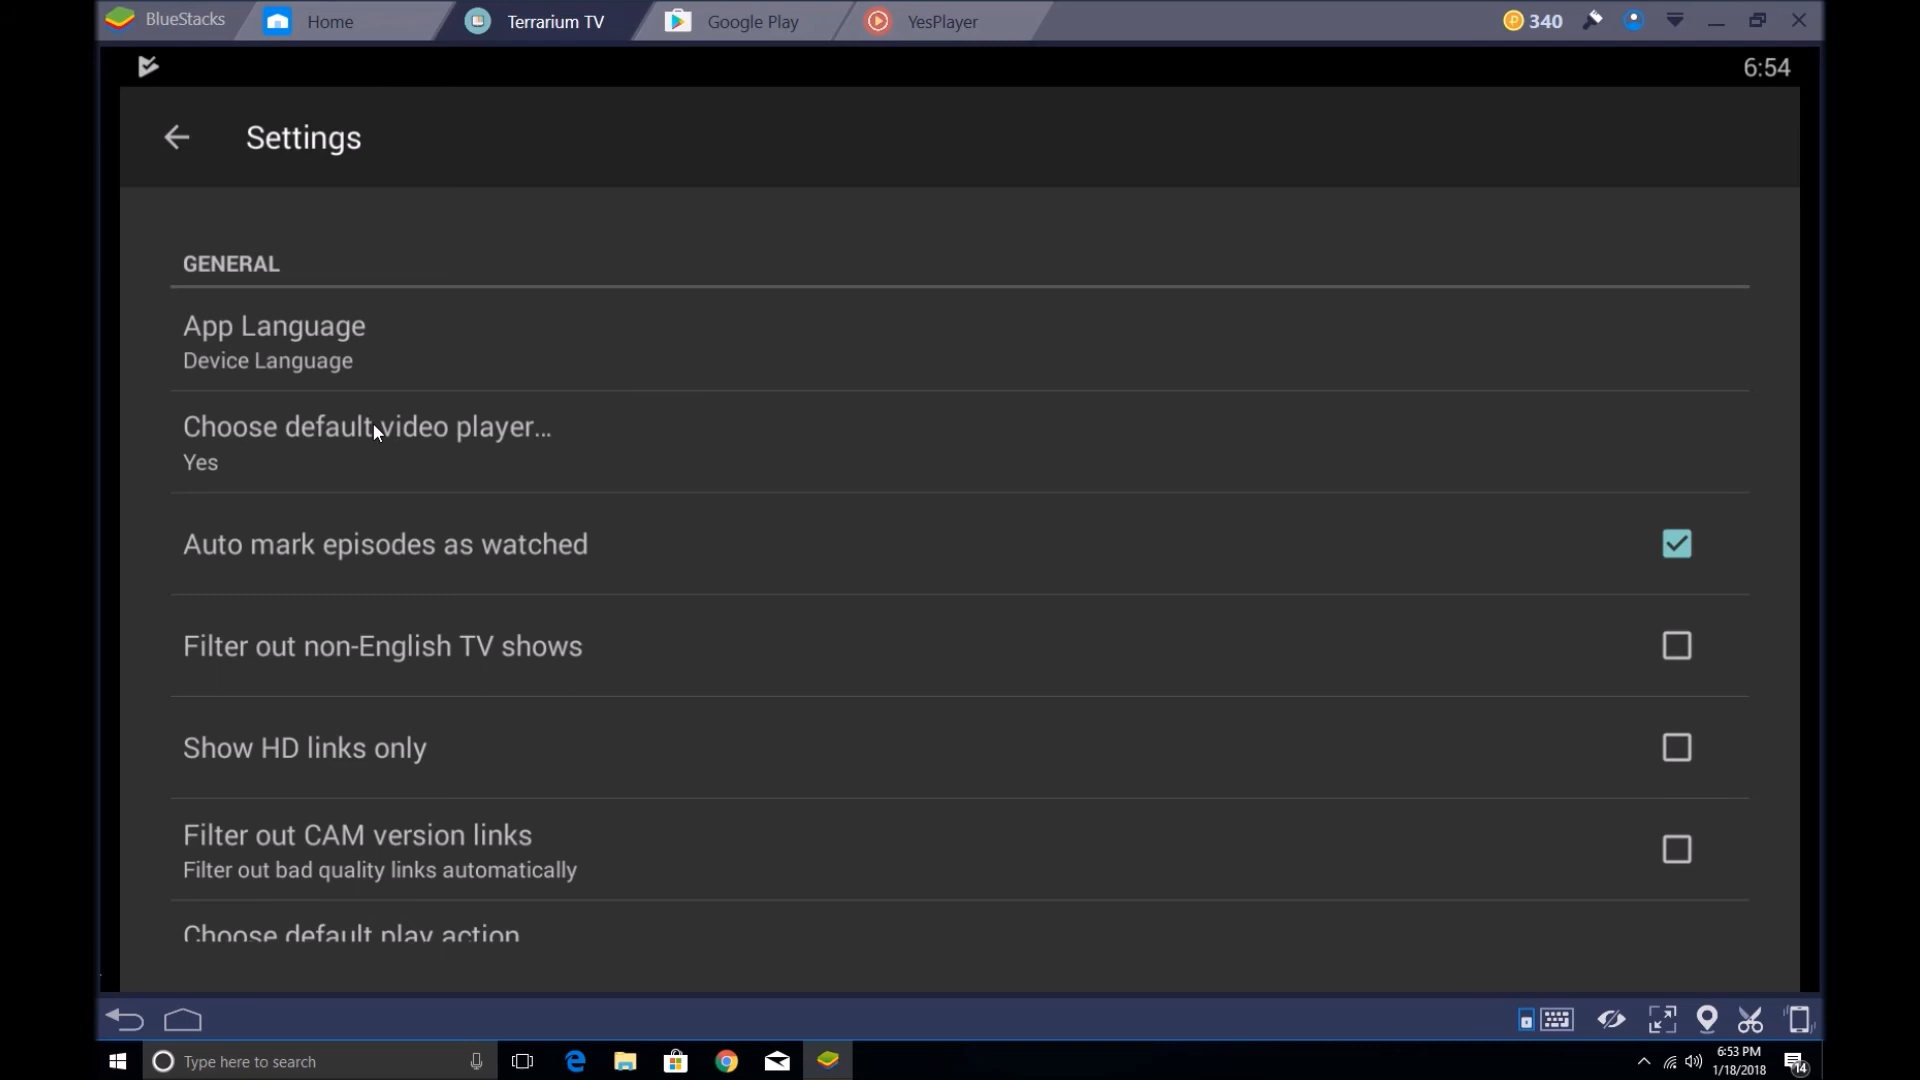 BlueStacks
Home
Terrarium TV
Google Play
YesPlayer
340
6:54
Settings
GENERAL
App Language
Device Language
Choose default video player...
Yes
Auto mark episodes as watched
Filter out non-English TV shows
Show HD links only
Filter out CAM version links
Filter out bad quality links automatically
Choose default play action
Type here to search
6:53 PM
1/18/2018
14